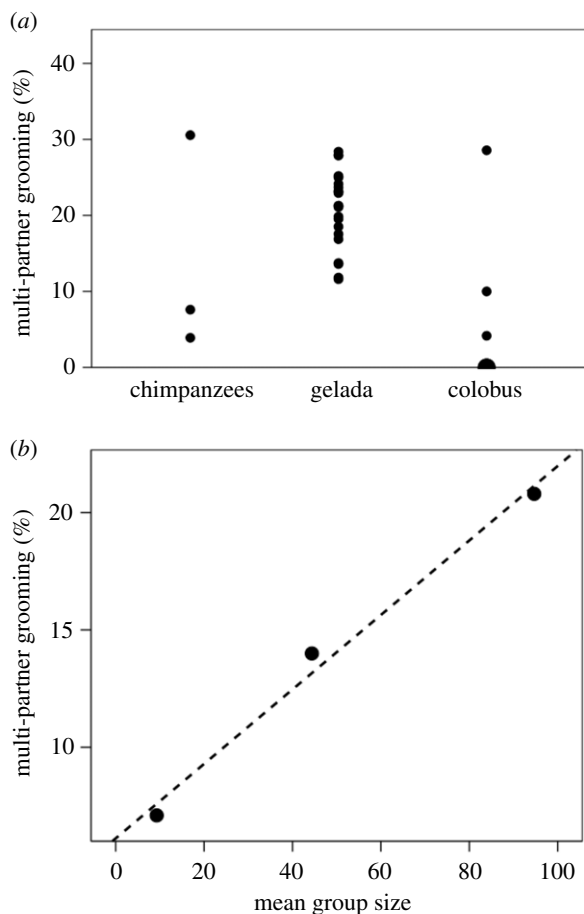 (a)
multi-partner grooming (%)
40
30
20
10
0
chimpanzees gelada colobus
(b)
multi-partner grooming (%)
20
15
10
0 20 40 60 80 100
mean group size